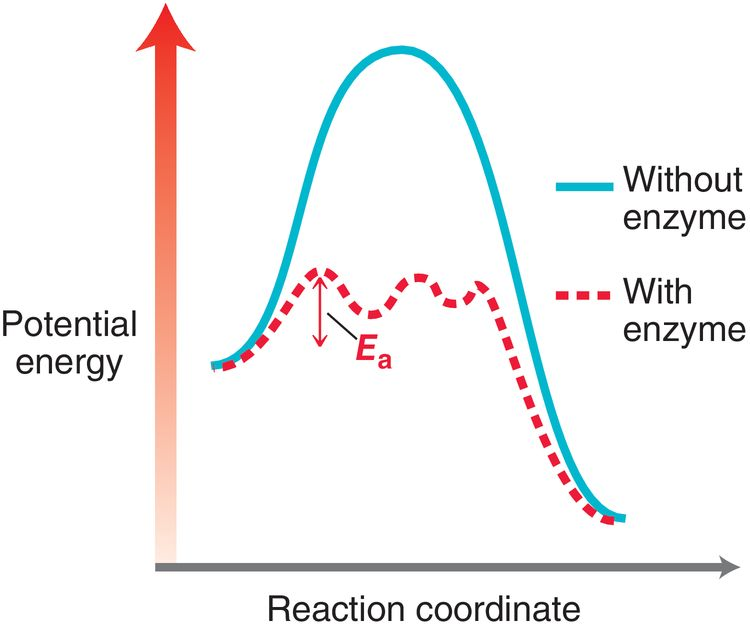 Without
enzyme
With
enzyme
Potential
energy
Ea
Reaction coordinate